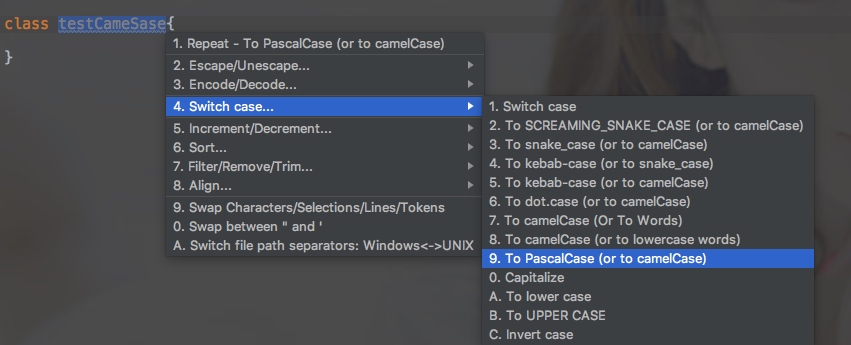 class testCameSase{
}
1. Repeat - To PascalCase (or to camelCase)
2. Escape/Unescape...
3. Encode/Decode...
4. Switch case...
5. Increment/Decrement...
6. Sort...
7. Filter/Remove/Trim...
8. Align...
9. Swap Characters/Selections/Lines/Tokens
0. Swap between " and '
A. Switch file path separators: Windows<->UNIX
1. Switch case
2. To SCREAMING_SNAKE_CASE (or to camelCase)
3. To snake_case (or to camelCase)
4. To kebab-case (or to snake_case)
5. To kebab-case (or to camelCase)
6. To dot.case (or to camelCase)
7. To camelCase (Or To Words)
8. To camelCase (or to lowercase words)
9. To PascalCase (or to camelCase)
0. Capitalize
A. To lower case
B. To UPPER CASE
C. Invert case